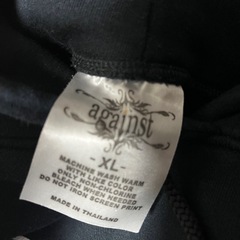 against
- XL -
MACHINE WASH WARM
WITH LIKE COLOR
ONLY NON-CHLORINE
BLEACH WHEN NEEDED
DO NOT IRON SCREEN PRINT
MADE IN THAILAND